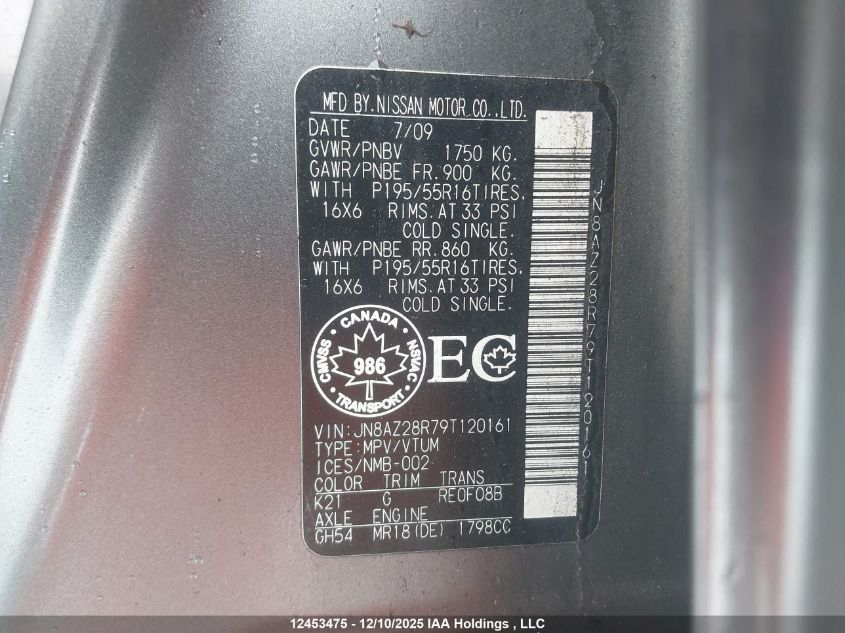 MFD BY.NISSAN MOTOR CO.,LTD.
DATE 7/09
GVWR/PNBV 1750 KG.
GAWR/PNBE FR.900 KG.
WITH P195/55R16TIRES.
16X6 RIMS.AT 33 PSI
COLD SINGLE.
GAWR/PNBE RR.860 KG.
WITH P195/55R16TIRES.
16X6 RIMS.AT 33 PSI
COLD SINGLE.
CANADA
CMVSS 986 NSVAC
TRANSPORT
EC
VIN:JN8AZ28R79T120161
TYPE:MPV/VTUM
ICES/NMB-002
COLOR TRIM TRANS
K21 G RE0F08B
AXLE ENGINE
GH54 MR18(DE) 1798CC
JN8AZ28R79T120161
12453475 - 12/10/2025 IAA Holdings , LLC